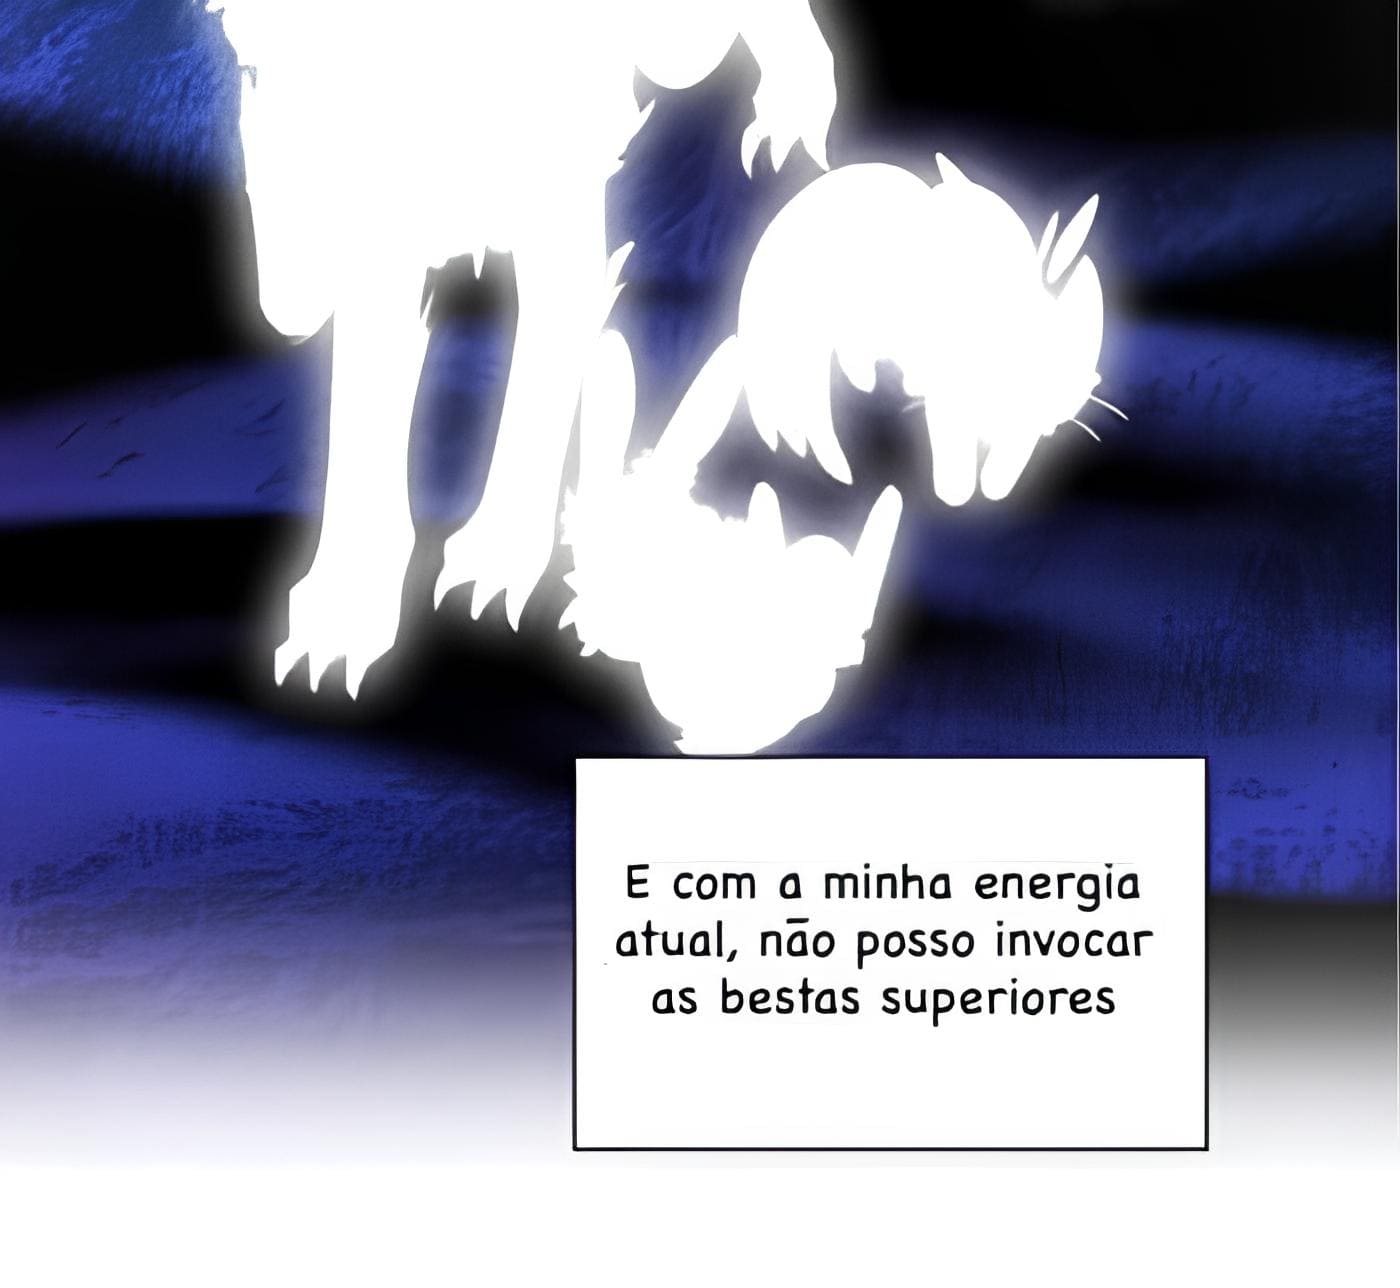 E com a minha energia
atual, não posso invocar
as bestas superiores